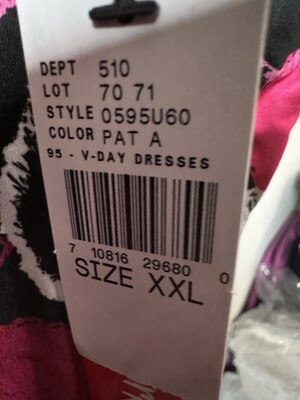 DEPT 510
LOT 70 71
STYLE 0595U60
COLOR PAT A
95 - V-DAY DRESSES
7 10816 29680 0
SIZE XXL